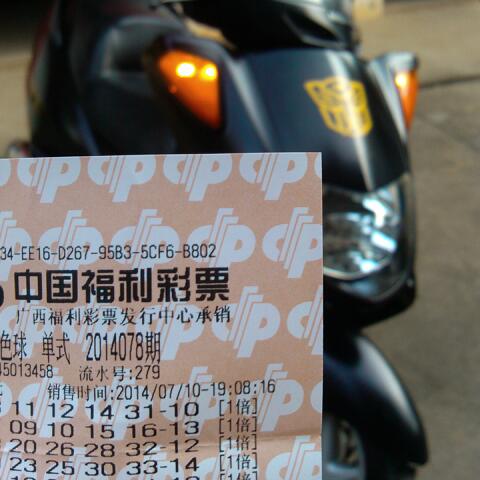 34-EE16-D267-95B3-5CF6-B802
中国福利彩票
广西福利彩票发行中心承销
色球 单式 2014078期
45013458 流水号:279
销售时间:2014/07/10-19:08:16
11 12 14 31-10 [1倍]
09 10 15 16-13 [1倍]
20 26 28 32-12 [1倍]
23 25 30 33-14 [1倍]